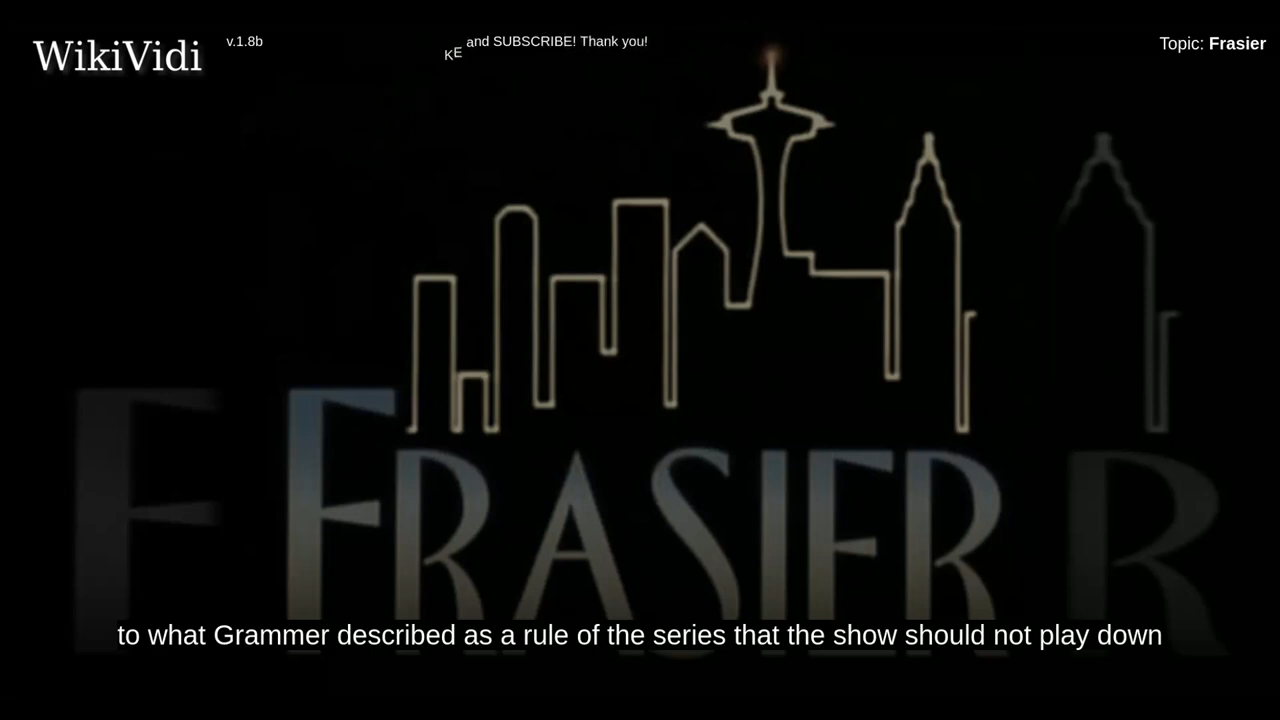 WikiVidi v.1.8b
KE and SUBSCRIBE! Thank you!
Topic: Frasier
F FRASIER R
to what Grammer described as a rule of the series that the show should not play down